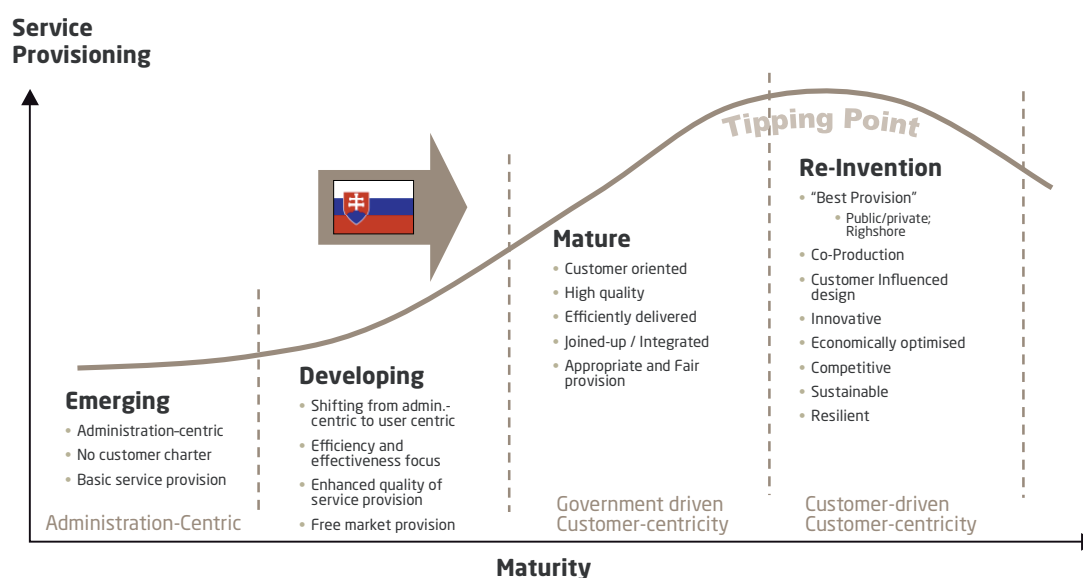 Service
Provisioning
Tipping Point
Re-Invention
• "Best Provision"
• Public/private;
Righshore
• Co-Production
• Customer Influenced
design
• Innovative
• Economically optimised
• Competitive
• Sustainable
• Resilient
Mature
• Customer oriented
• High quality
• Efficiently delivered
• Joined-up / Integrated
• Appropriate and Fair
provision
Developing
• Shifting from admin.-
centric to user centric
• Efficiency and
effectiveness focus
• Enhanced quality of
service provision
• Free market provision
Emerging
• Administration-centric
• No customer charter
• Basic service provision
Administration-Centric
Government driven
Customer-centricity
Customer-driven
Customer-centricity
Maturity